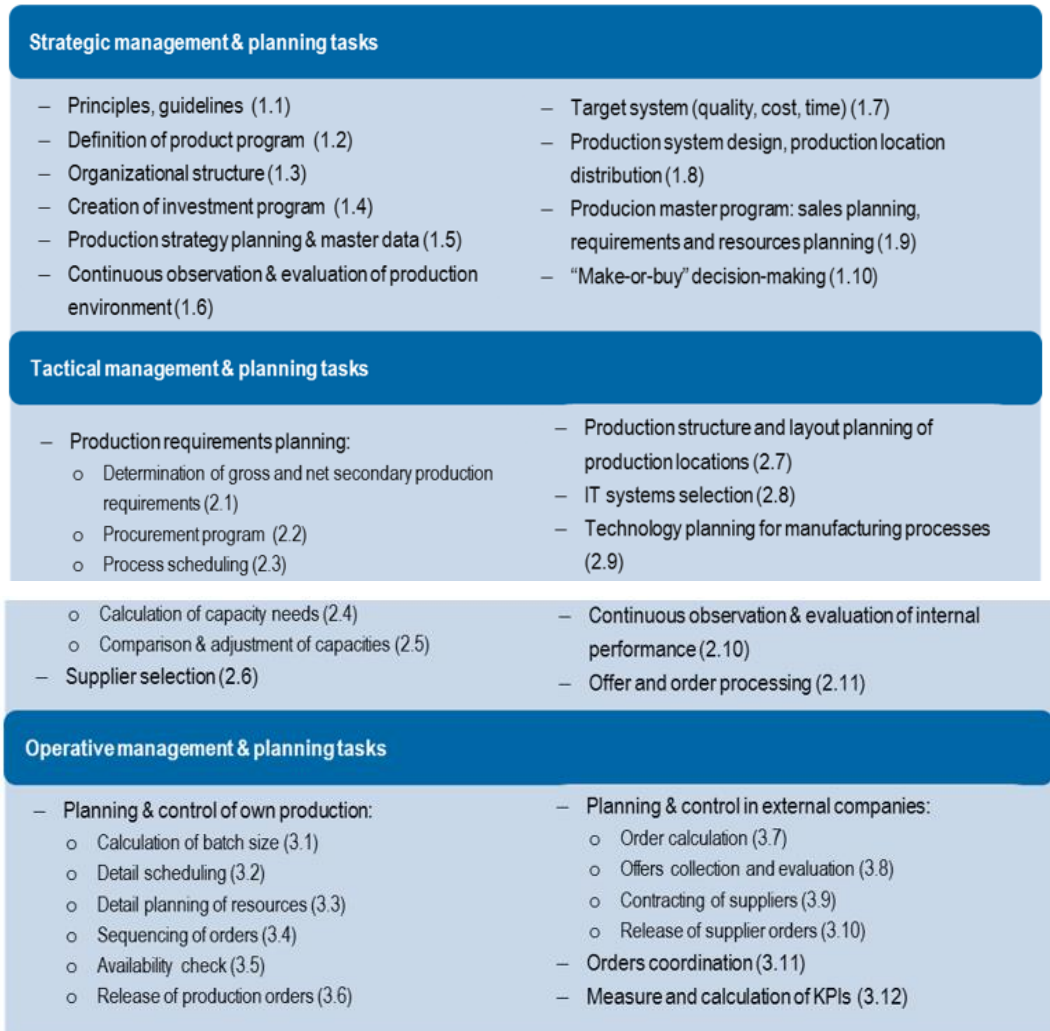 Strategic management & planning tasks
– Principles, guidelines (1.1)
– Definition of product program (1.2)
– Organizational structure (1.3)
– Creation of investment program (1.4)
– Production strategy planning & master data (1.5)
– Continuous observation & evaluation of production
environment (1.6)
– Target system (quality, cost, time) (1.7)
– Production system design, production location
distribution (1.8)
– Producion master program: sales planning,
requirements and resources planning (1.9)
– “Make-or-buy” decision-making (1.10)
Tactical management & planning tasks
– Production requirements planning:
o Determination of gross and net secondary production
requirements (2.1)
o Procurement program (2.2)
o Process scheduling (2.3)
– Production structure and layout planning of
production locations (2.7)
– IT systems selection (2.8)
– Technology planning for manufacturing processes
(2.9)
o Calculation of capacity needs (2.4)
o Comparison & adjustment of capacities (2.5)
– Supplier selection (2.6)
– Continuous observation & evaluation of internal
performance (2.10)
– Offer and order processing (2.11)
Operative management & planning tasks
– Planning & control of own production:
o Calculation of batch size (3.1)
o Detail scheduling (3.2)
o Detail planning of resources (3.3)
o Sequencing of orders (3.4)
o Availability check (3.5)
o Release of production orders (3.6)
– Planning & control in external companies:
o Order calculation (3.7)
o Offers collection and evaluation (3.8)
o Contracting of suppliers (3.9)
o Release of supplier orders (3.10)
– Orders coordination (3.11)
– Measure and calculation of KPIs (3.12)